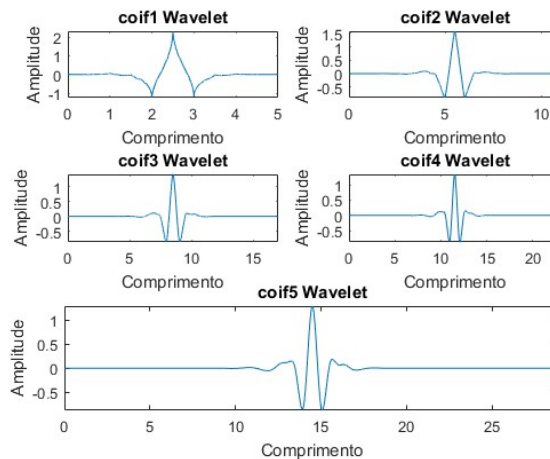 coif1 Wavelet
Amplitude
2
1
0
-1
0 1 2 3 4 5
Comprimento
coif2 Wavelet
Amplitude
1.5
1
0.5
0
-0.5
0 5 10
Comprimento
coif3 Wavelet
Amplitude
1
0.5
0
-0.5
0 5 10 15
Comprimento
coif4 Wavelet
Amplitude
1
0.5
0
-0.5
0 5 10 15 20
Comprimento
coif5 Wavelet
Amplitude
1
0.5
0
-0.5
0 5 10 15 20 25
Comprimento